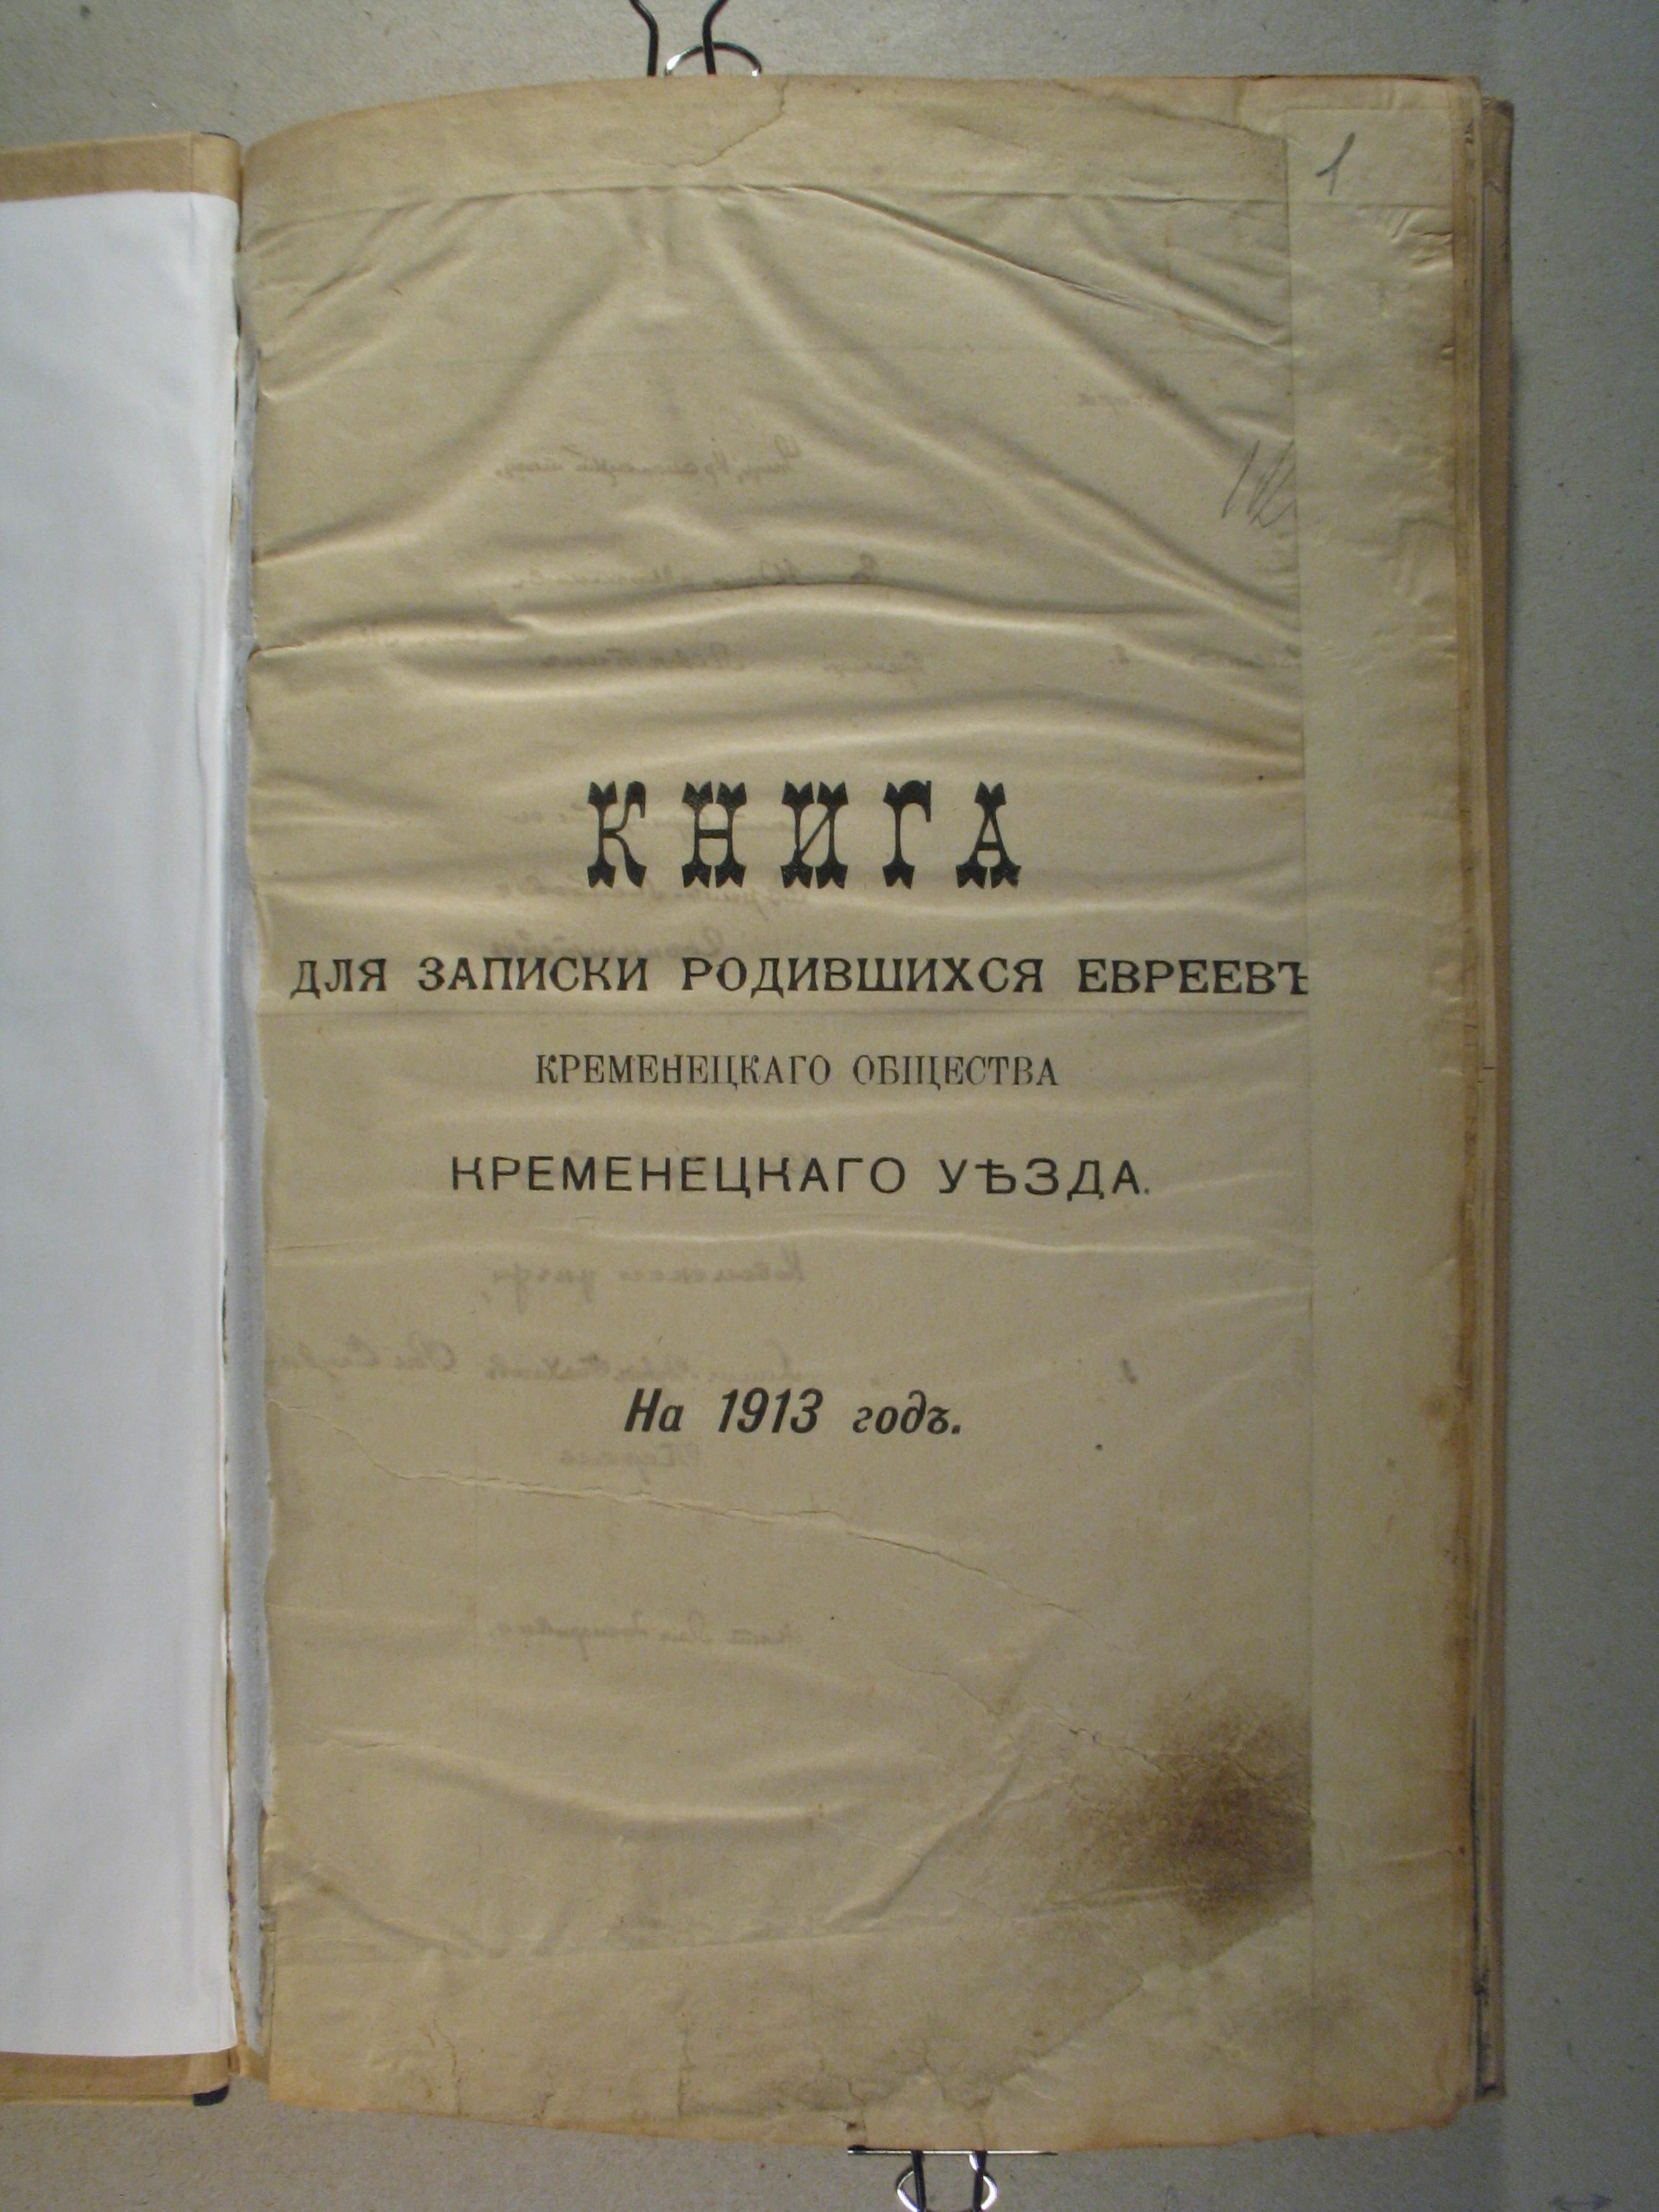 1
КНИГА
ДЛЯ ЗАПИСКИ РОДИВШИХСЯ ЕВРЕЕВЪ
КРЕМЕНЕЦКАГО ОБЩЕСТВА
КРЕМЕНЕЦКАГО УѢЗДА.
На 1913 годъ.